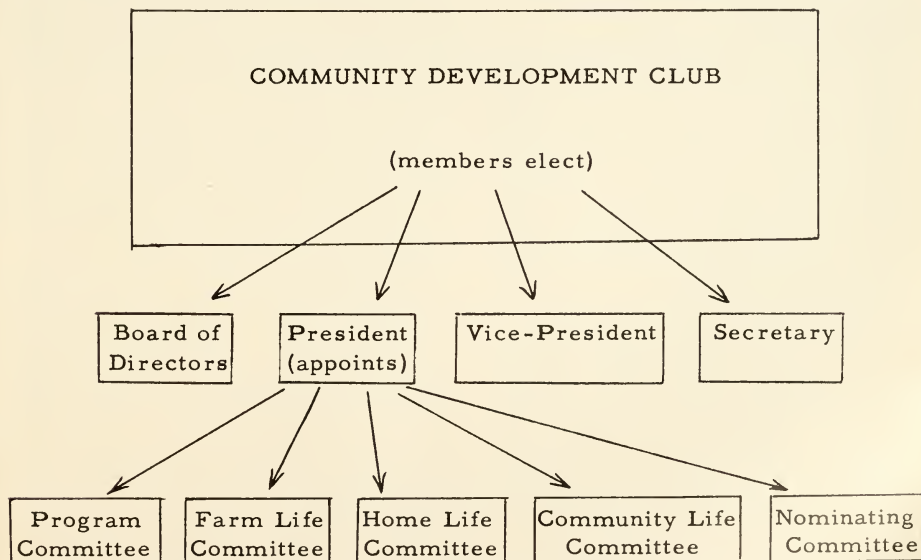 COMMUNITY DEVELOPMENT CLUB
(members elect)
Board of
Directors
President
(appoints)
Vice-President
Secretary
Program
Committee
Farm Life
Committee
Home Life
Committee
Community Life
Committee
Nominating
Committee